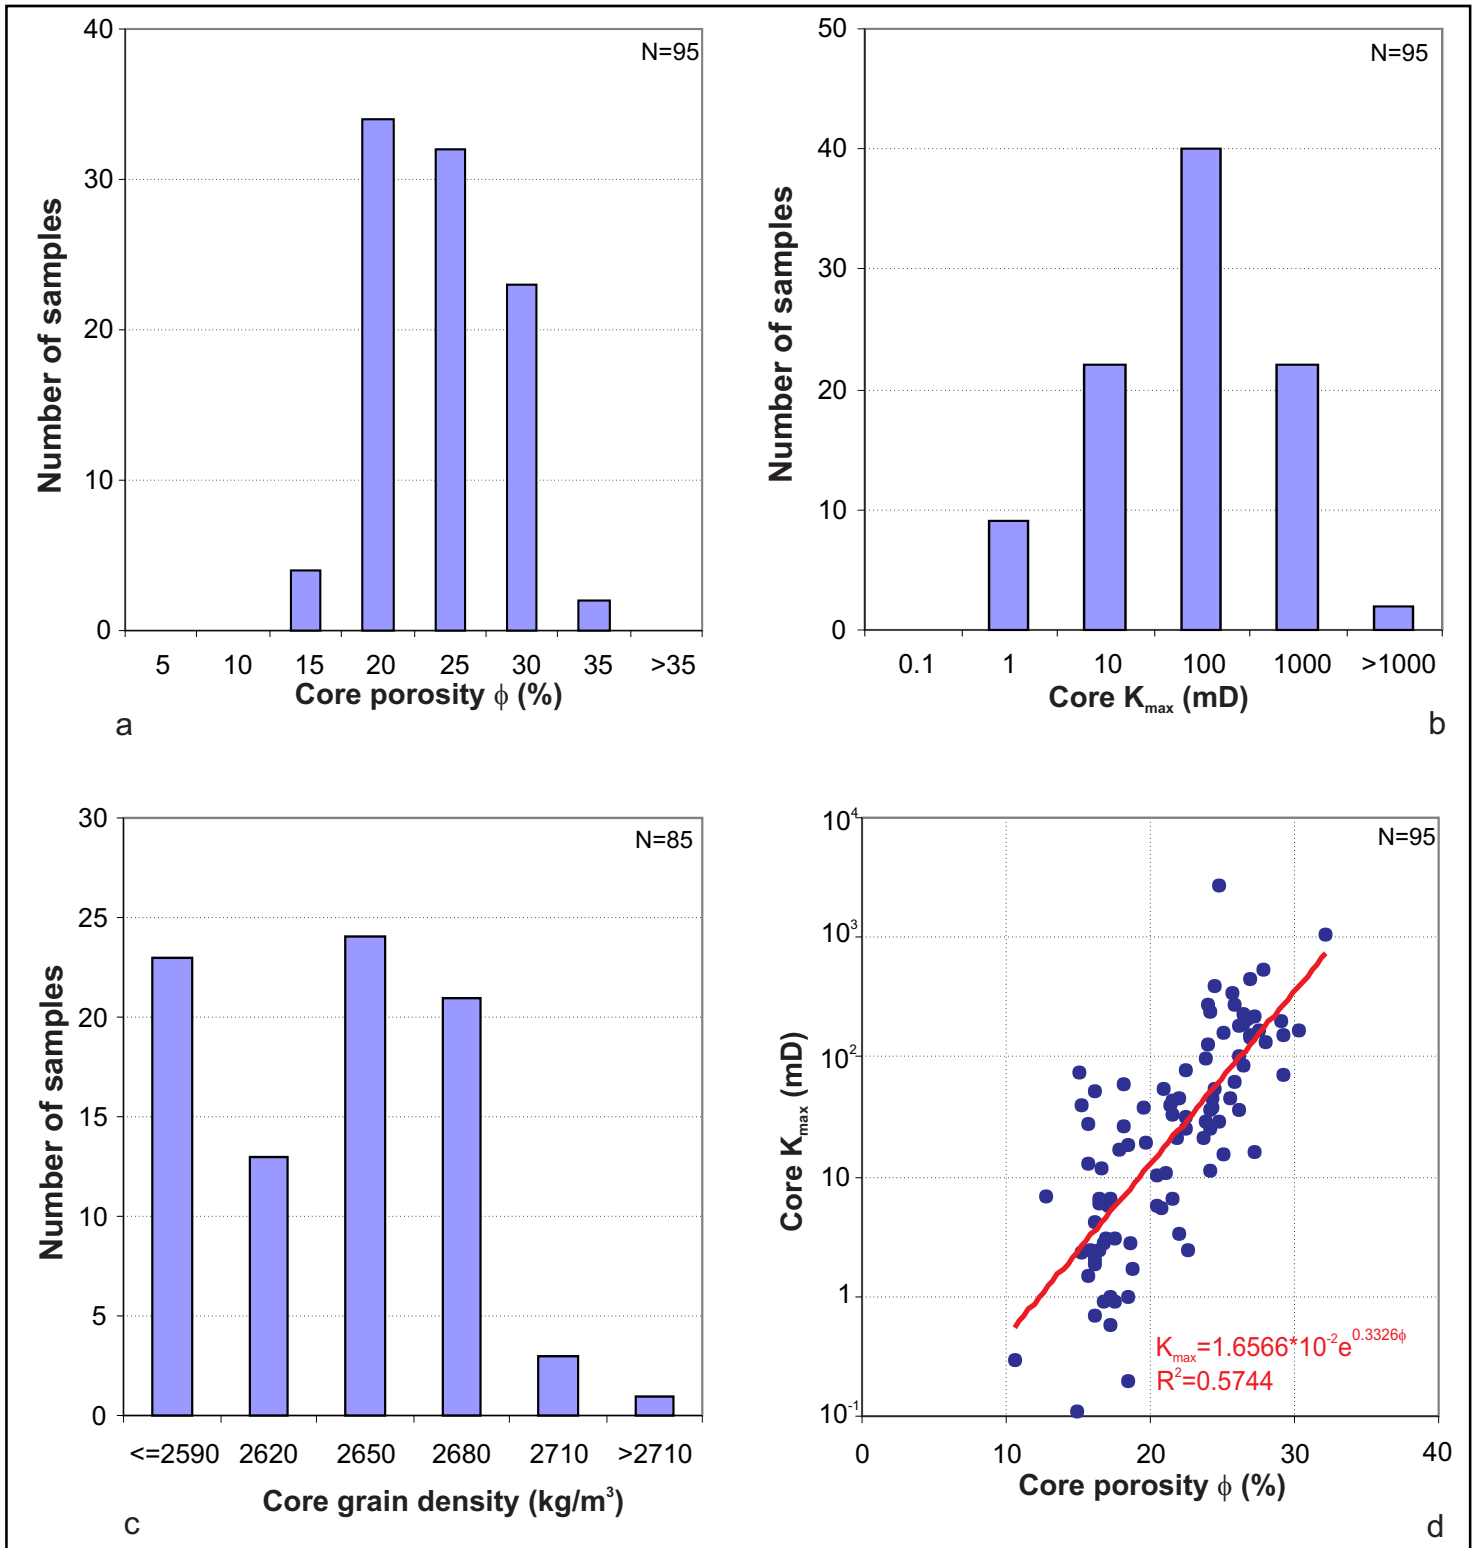 40
N=95
30
20
10
0
Number of samples
5 10 15 20 25 30 35 >35
Core porosity ϕ (%)
a
50
N=95
40
30
20
10
0
Number of samples
0.1 1 10 100 1000 >1000
Core Kmax (mD)
b
30
N=85
25
20
15
10
5
0
Number of samples
<=2590 2620 2650 2680 2710 >2710
Core grain density (kg/m³)
c
10⁴
N=95
10³
10²
10
1
10⁻¹
Core Kmax (mD)
Kmax=1.6566*10⁻²e^0.3326ϕ
R²=0.5744
0 10 20 30 40
Core porosity ϕ (%)
d